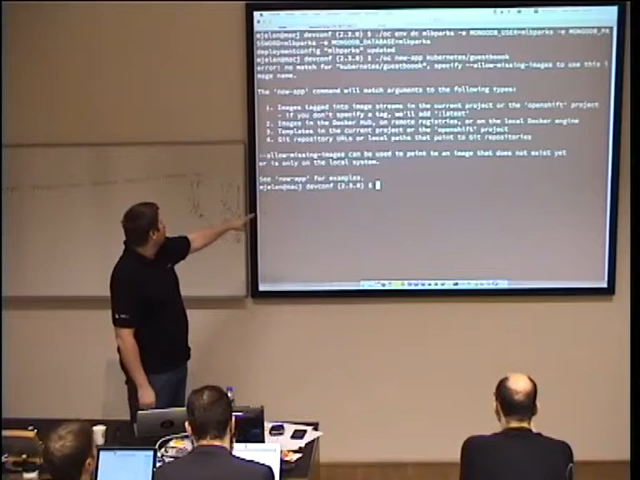 mjelen@macj devconf (2.3.0) $ ./oc env dc mlbparks -e MONGODB_USER=mlbparks -e MONGODB_PAS
SWORD=mlbparks -e MONGODB_DATABASE=mlbparks
deploymentconfig "mlbparks" updated
mjelen@macj devconf (2.3.0) $ ./oc new-app kubernetes/guestbook
error: no match for "kubernetes/guestbook", specify --allow-missing-images to use this i
mage name.
The 'new-app' command will match arguments to the following types:
1. Images tagged into image streams in the current project or the "openshift" project
- if you don't specify a tag, we'll add ':latest'
2. Images in the Docker Hub, on remote registries, or on the local Docker engine
3. Templates in the current project or the 'openshift' project
4. Git repository URLs or local paths that point to Git repositories
--allow-missing-images can be used to point to an image that does not exist yet
or is only on the local system.
See 'new-app' for examples.
mjelen@macj devconf (2.3.0) $